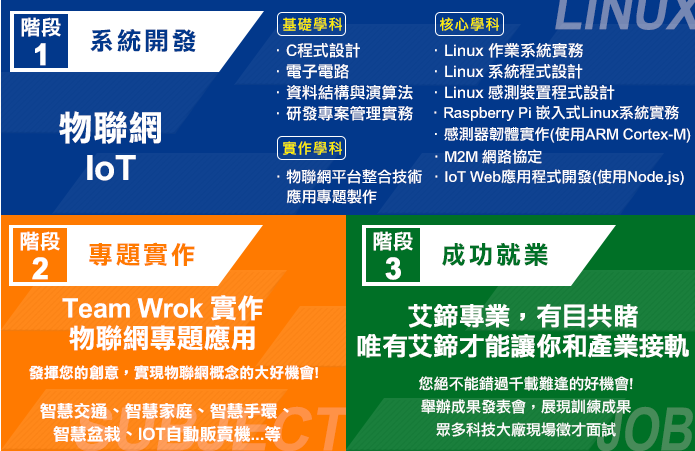 LINUX
階段
1
系統開發
物聯網
IoT
基礎學科
· C程式設計
· 電子電路
· 資料結構與演算法
· 研發專案管理實務
實作學科
· 物聯網平台整合技術
應用專題製作
核心學科
· Linux 作業系統實務
· Linux 系統程式設計
· Linux 感測裝置程式設計
· Raspberry Pi 嵌入式Linux系統實務
· 感測器韌體實作(使用ARM Cortex-M)
· M2M 網路協定
· IoT Web應用程式開發(使用Node.js)
階段
2
專題實作
Team Wrok 實作
物聯網專題應用
發揮您的創意，實現物聯網概念的大好機會!
智慧交通、智慧家庭、智慧手環、
智慧盆栽、IOT自動販賣機...等
SUBJECT
階段
3
成功就業
艾鍗專業，有目共賭
唯有艾鍗才能讓你和產業接軌
您絕不能錯過千載難逢的好機會!
舉辦成果發表會，展現訓練成果
眾多科技大廠現場徵才面試
JOB